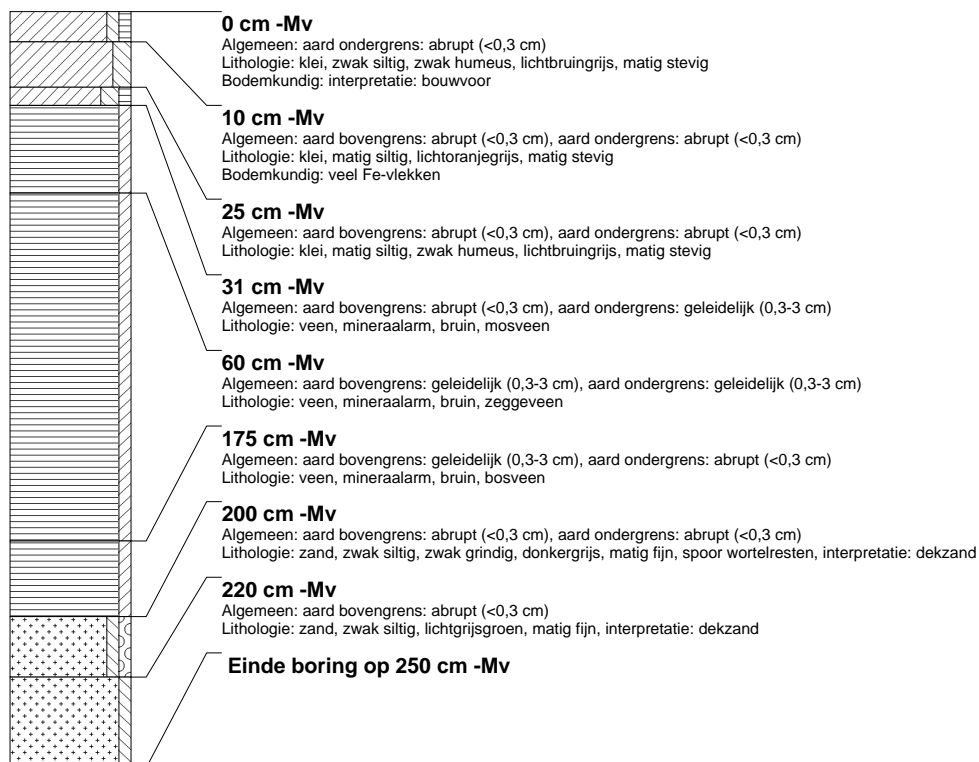 0 cm -Mv
Algemeen: aard ondergrens: abrupt (<0,3 cm)
Lithologie: klei, zwak siltig, zwak humeus, lichtbruingrijs, matig stevig
Bodemkundig: interpretatie: bouwvoor
10 cm -Mv
Algemeen: aard bovengrens: abrupt (<0,3 cm), aard ondergrens: abrupt (<0,3 cm)
Lithologie: klei, matig siltig, lichtoranjegrijs, matig stevig
Bodemkundig: veel Fe-vlekken
25 cm -Mv
Algemeen: aard bovengrens: abrupt (<0,3 cm), aard ondergrens: abrupt (<0,3 cm)
Lithologie: klei, matig siltig, zwak humeus, lichtbruingrijs, matig stevig
31 cm -Mv
Algemeen: aard bovengrens: abrupt (<0,3 cm), aard ondergrens: geleidelijk (0,3-3 cm)
Lithologie: veen, mineraalarm, bruin, mosveen
60 cm -Mv
Algemeen: aard bovengrens: geleidelijk (0,3-3 cm), aard ondergrens: geleidelijk (0,3-3 cm)
Lithologie: veen, mineraalarm, bruin, zeggeveen
175 cm -Mv
Algemeen: aard bovengrens: geleidelijk (0,3-3 cm), aard ondergrens: abrupt (<0,3 cm)
Lithologie: veen, mineraalarm, bruin, bosveen
200 cm -Mv
Algemeen: aard bovengrens: abrupt (<0,3 cm), aard ondergrens: abrupt (<0,3 cm)
Lithologie: zand, zwak siltig, zwak grindig, donkergrijs, matig fijn, spoor wortelresten, interpretatie: dekzand
220 cm -Mv
Algemeen: aard bovengrens: abrupt (<0,3 cm)
Lithologie: zand, zwak siltig, lichtgrijsgroen, matig fijn, interpretatie: dekzand
Einde boring op 250 cm -Mv